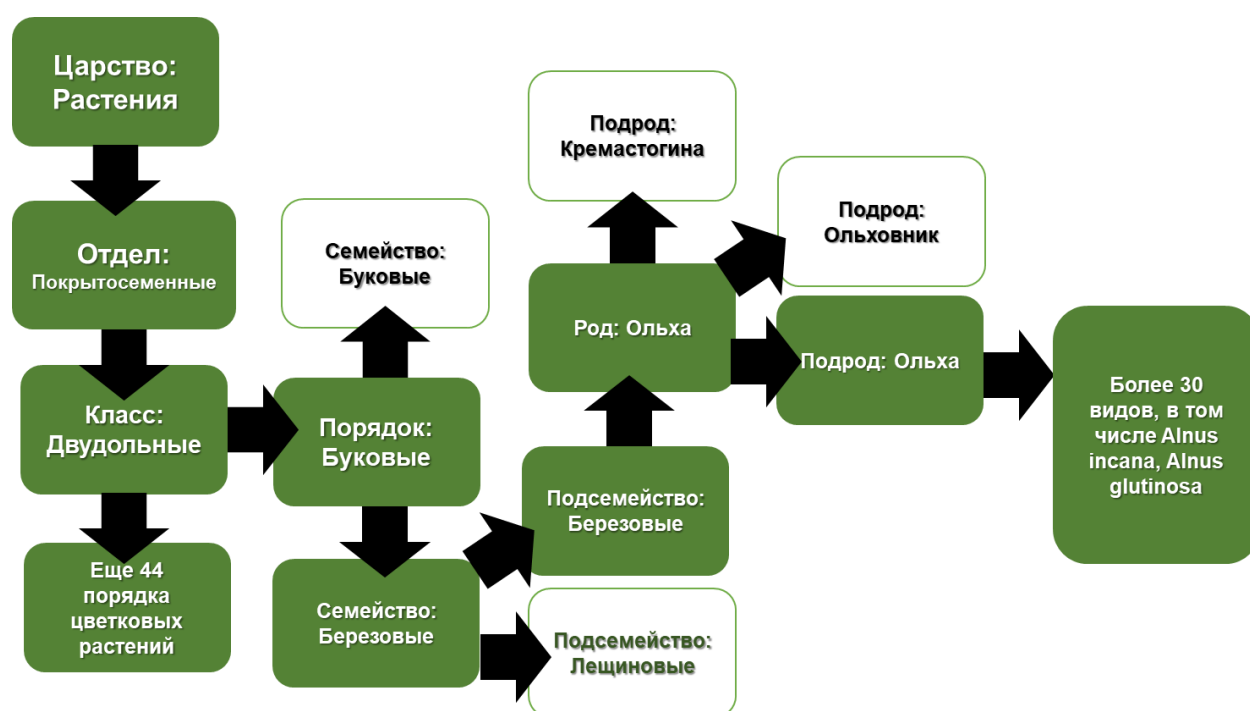 Царство:
Растения
Отдел:
Покрытосеменные
Класс:
Двудольные
Еще 44
порядка
цветковых
растений
Семейство:
Буковые
Порядок:
Буковые
Семейство:
Березовые
Подрод:
Кремастогина
Род: Ольха
Подсемейство:
Березовые
Подсемейство:
Лещиновые
Подрод:
Ольховник
Подрод: Ольха
Более 30
видов, в том
числе Alnus
incana, Alnus
glutinosa